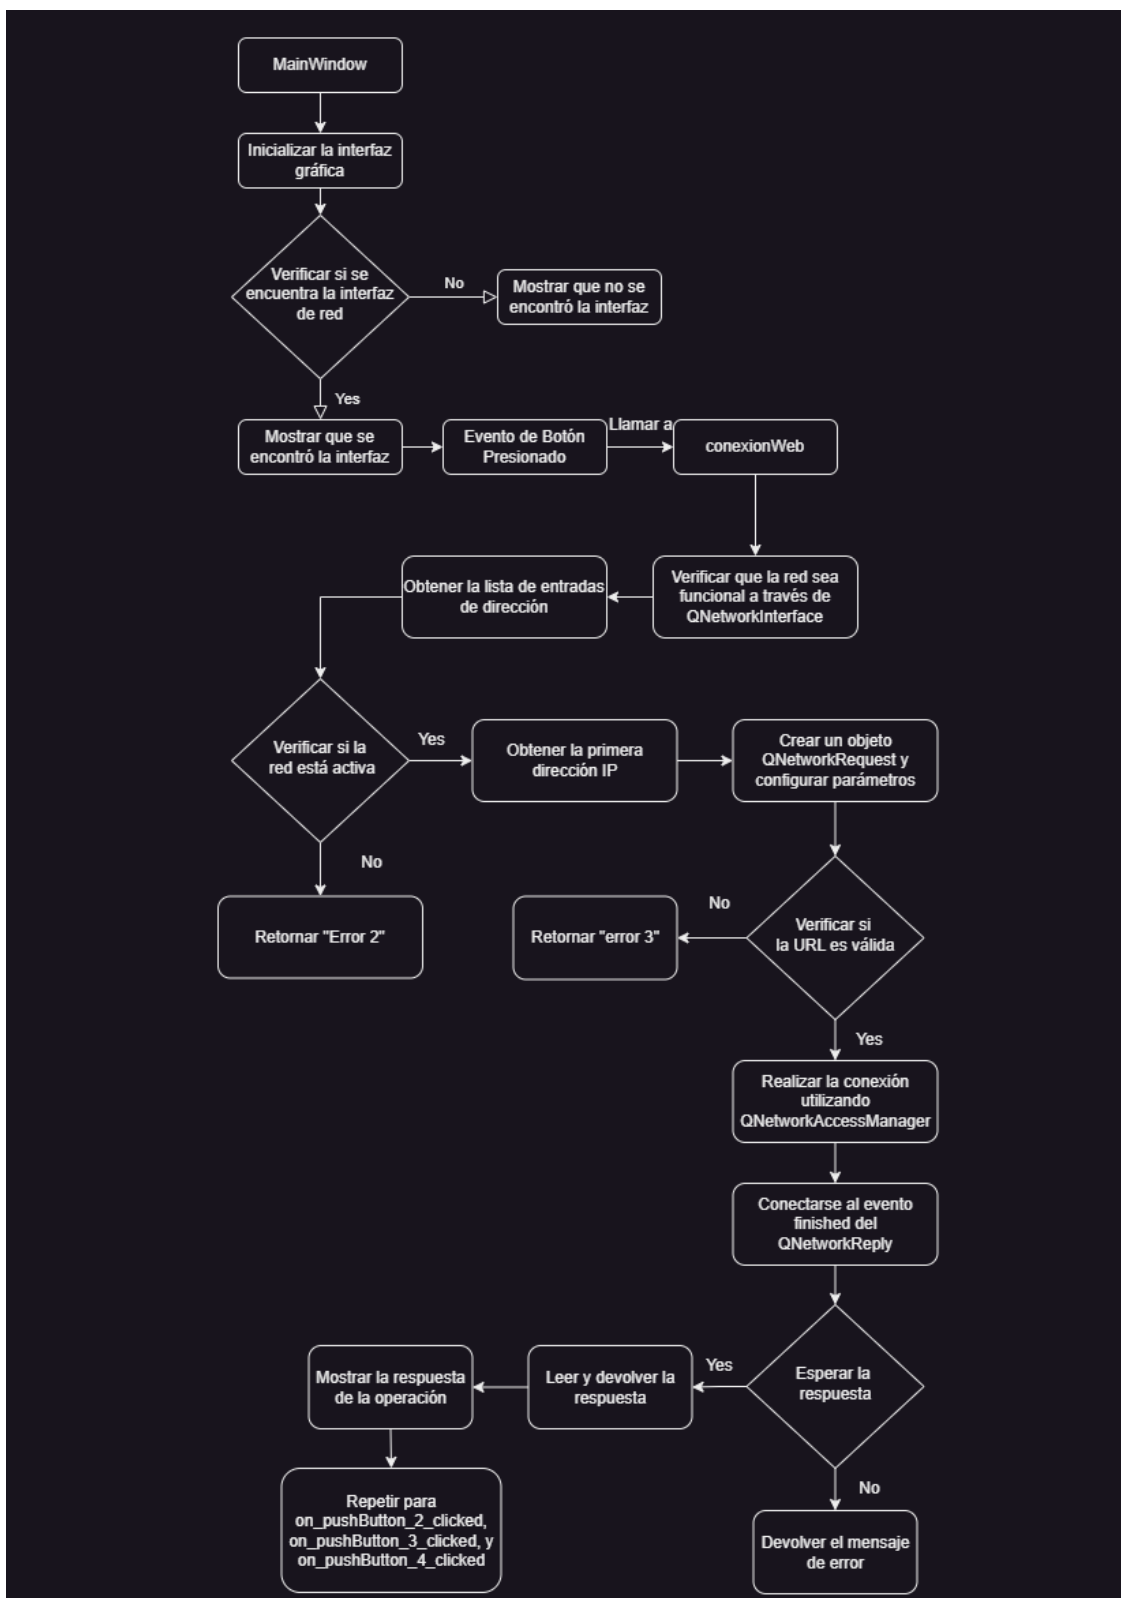 MainWindow
Inicializar la interfaz
gráfica
Verificar si se
encuentra la interfaz
de red
No
Mostrar que no se
encontró la interfaz
Yes
Mostrar que se
encontró la interfaz
Evento de Botón
Presionado
Llamar a
conexionWeb
Verificar que la red sea
funcional a través de
QNetworkInterface
Obtener la lista de entradas
de dirección
Verificar si la
red está activa
Yes
Obtener la primera
dirección IP
Crear un objeto
QNetworkRequest y
configurar parámetros
No
Retornar "Error 2"
Verificar si
la URL es válida
No
Retornar "error 3"
Yes
Realizar la conexión
utilizando
QNetworkAccessManager
Conectarse al evento
finished del
QNetworkReply
Esperar la
respuesta
Yes
Leer y devolver la
respuesta
Mostrar la respuesta
de la operación
Repetir para
on_pushButton_2_clicked,
on_pushButton_3_clicked, y
on_pushButton_4_clicked
No
Devolver el mensaje
de error